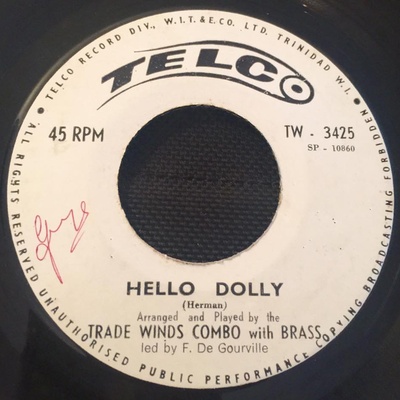 • TELCO RECORD DIV., W.I.T.& E.CO. LTD., TRINIDAD W.I. •
TELCO
45 RPM
TW - 3425
SP - 10860
HELLO DOLLY
(Herman)
Arranged and Played by the
TRADE WINDS COMBO with BRASS
led by F. De Gourville
ALL RIGHTS RESERVED UNAUTHORISED PUBLIC PERFORMANCE COPYING BROADCASTING FORBIDDEN